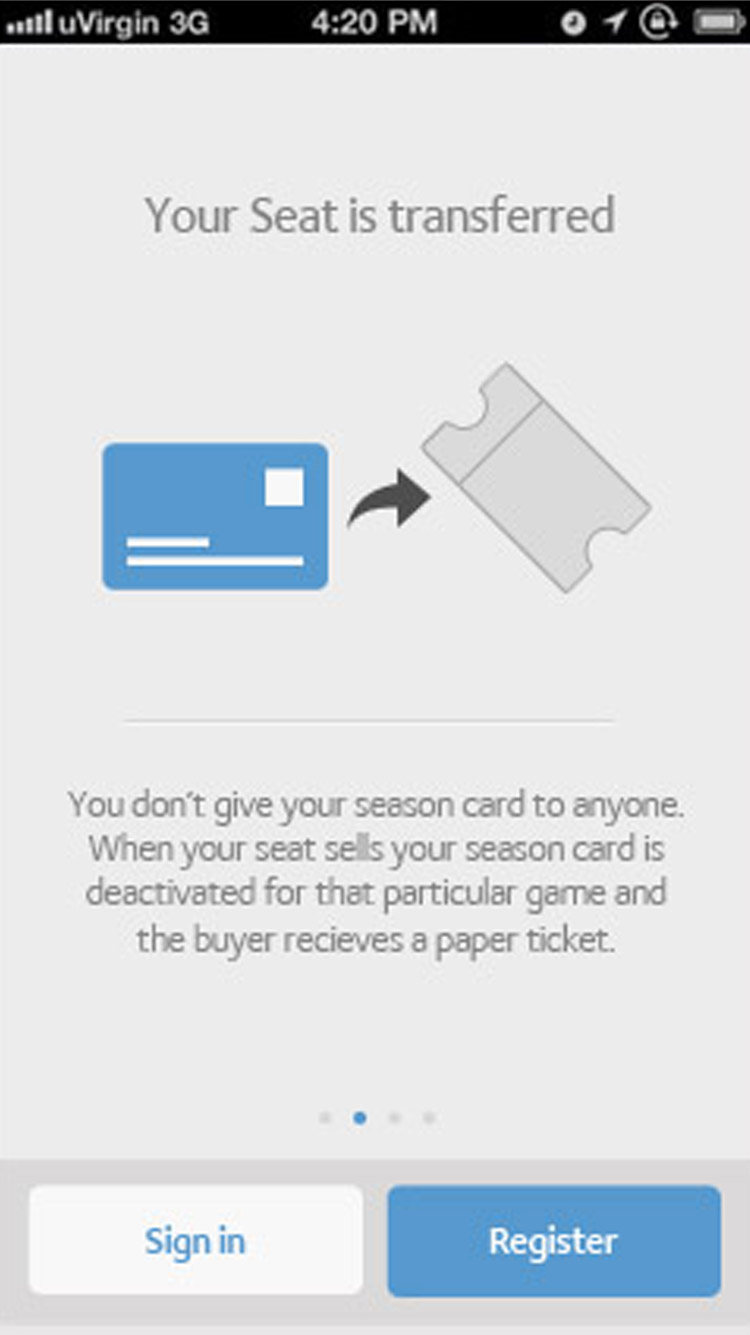 uVirgin 3G 4:20 PM
Your Seat is transferred
You don't give your season card to anyone.
When your seat sells your season card is
deactivated for that particular game and
the buyer recieves a paper ticket.
Sign in Register